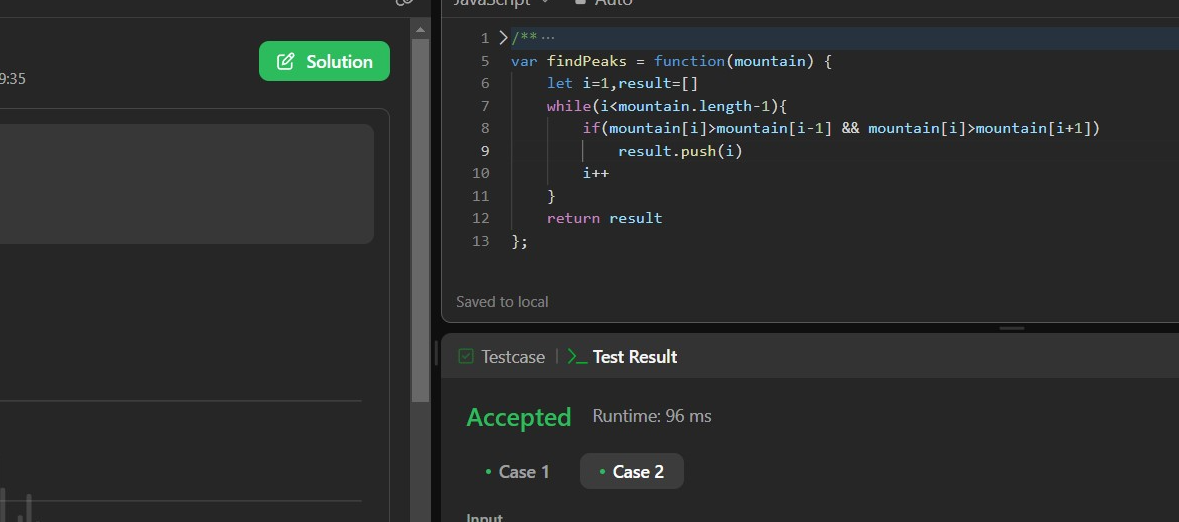 JavaScript
Auto
Solution
9:35
1 /** ···
5 var findPeaks = function(mountain) {
6 let i=1,result=[]
7 while(i<mountain.length-1){
8 if(mountain[i]>mountain[i-1] && mountain[i]>mountain[i+1])
9 result.push(i)
10 i++
11 }
12 return result
13 };
Saved to local
Testcase
>_ Test Result
Accepted Runtime: 96 ms
• Case 1 • Case 2
Input